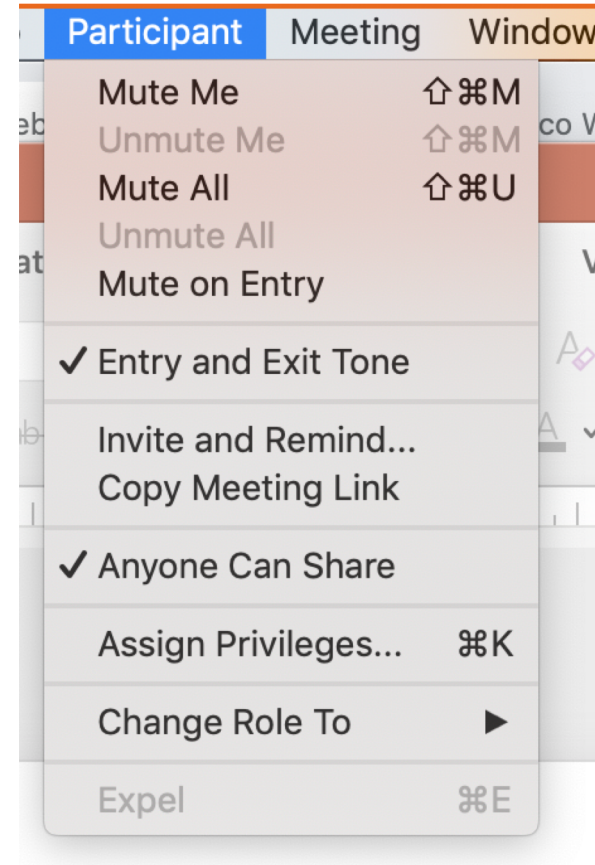 Participant Meeting Window
Mute Me ⇧⌘M
Unmute Me ⇧⌘M
Mute All ⇧⌘U
Unmute All
Mute on Entry
✓ Entry and Exit Tone
Invite and Remind...
Copy Meeting Link
✓ Anyone Can Share
Assign Privileges... ⌘K
Change Role To ▶
Expel ⌘E